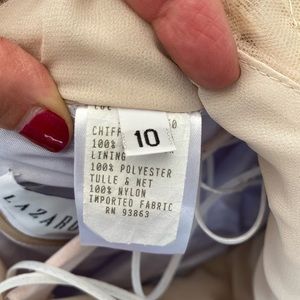 CHIFF
10
100%
LINING
100% POLYESTER
TULLE & NET
100% NYLON
IMPORTED FABRIC
RN 93863
LAZARO